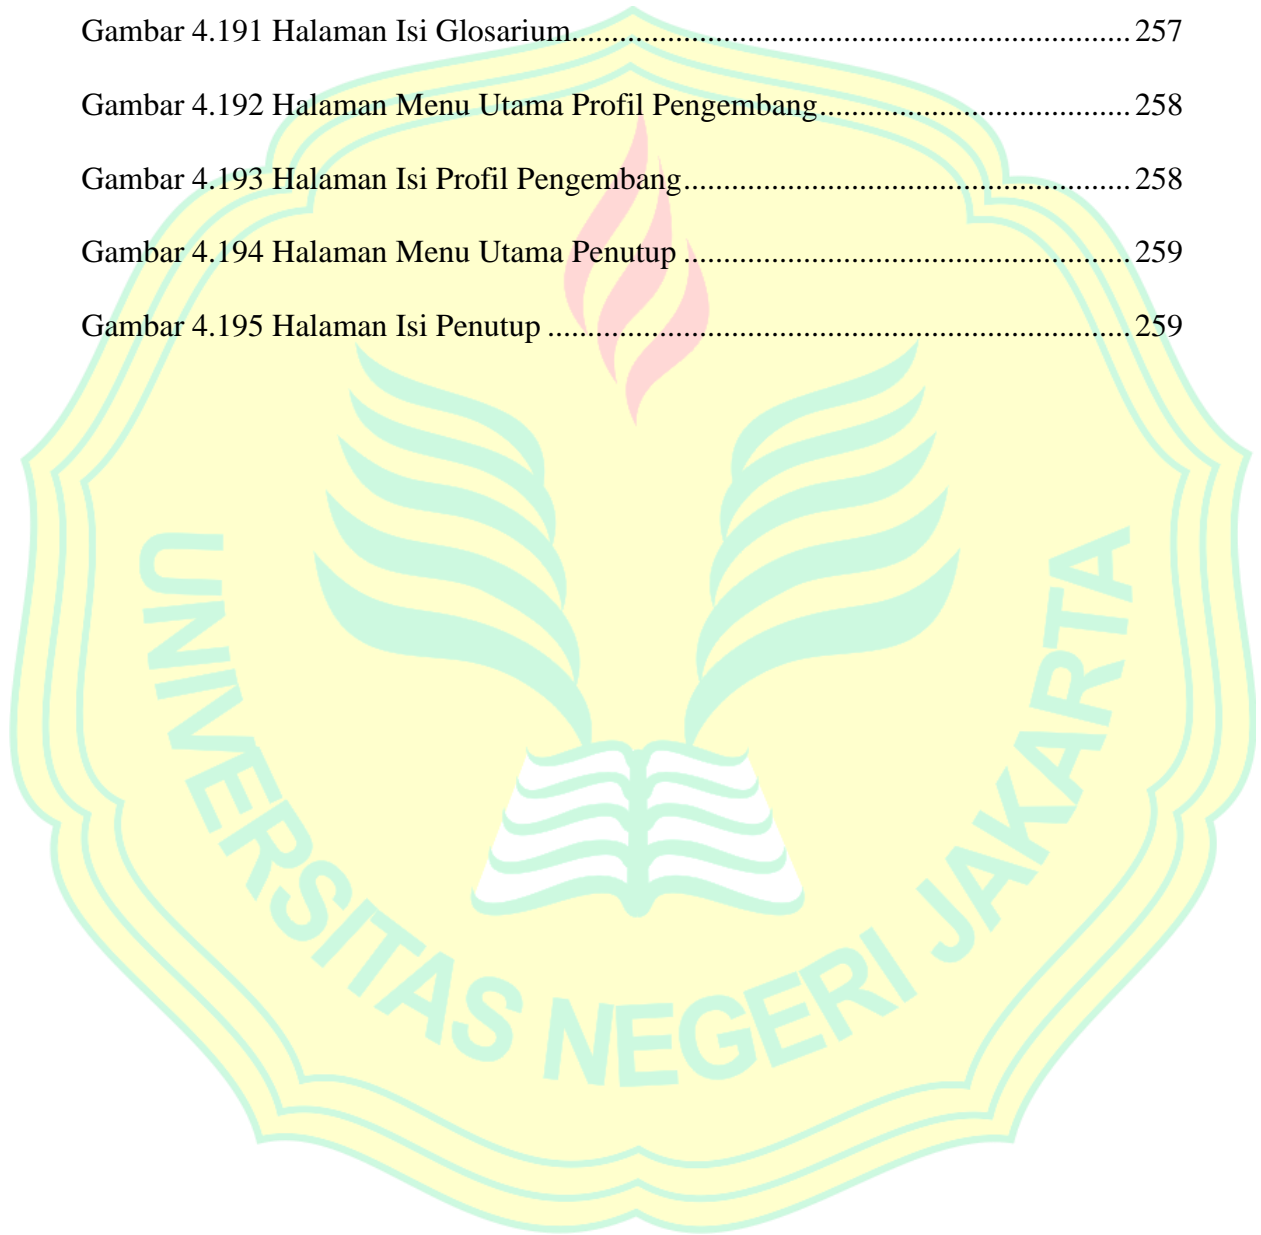 Gambar 4.191 Halaman Isi Glosarium...................................................................... 257
Gambar 4.192 Halaman Menu Utama Profil Pengembang....................................... 258
Gambar 4.193 Halaman Isi Profil Pengembang........................................................ 258
Gambar 4.194 Halaman Menu Utama Penutup ........................................................ 259
Gambar 4.195 Halaman Isi Penutup ......................................................................... 259
UNIVERSITAS NEGERI JAKARTA